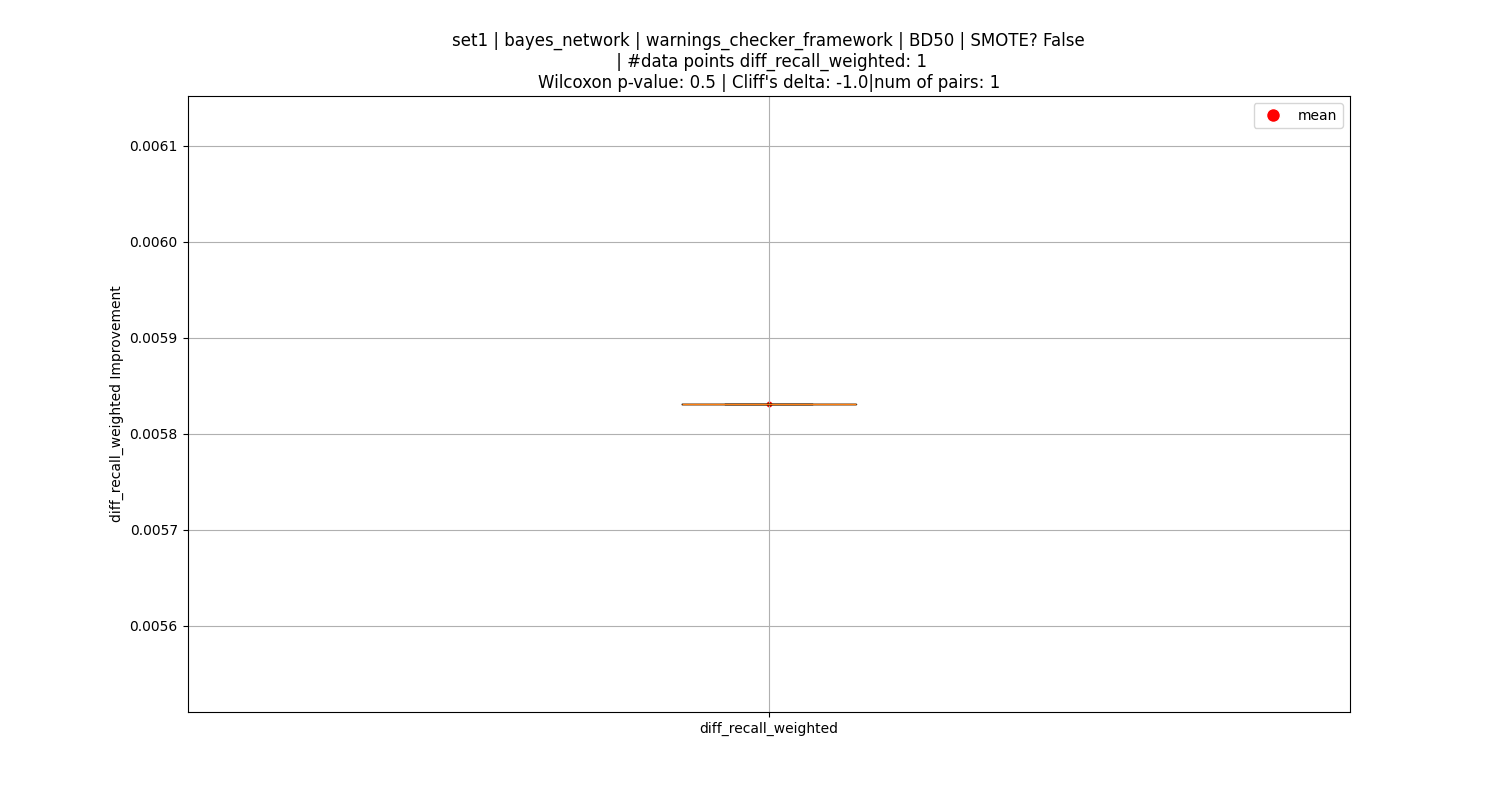 set1 | bayes_network | warnings_checker_framework | BD50 | SMOTE? False
| #data points diff_recall_weighted: 1
Wilcoxon p-value: 0.5 | Cliff's delta: -1.0|num of pairs: 1
mean
0.0061
0.0060
0.0059
0.0058
0.0057
0.0056
diff_recall_weighted Improvement
diff_recall_weighted